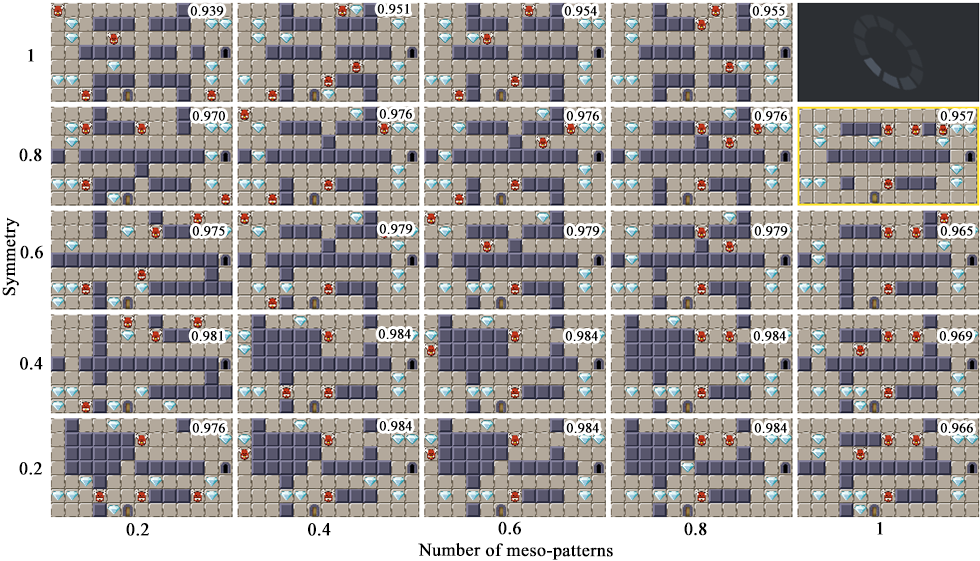 0.939 0.951 0.954 0.955
1
0.970 0.976 0.976 0.976 0.957
0.8
0.975 0.979 0.979 0.979 0.965
0.6
0.981 0.984 0.984 0.984 0.969
0.4
0.976 0.984 0.984 0.984 0.966
0.2
Symmetry
0.2 0.4 0.6 0.8 1
Number of meso-patterns